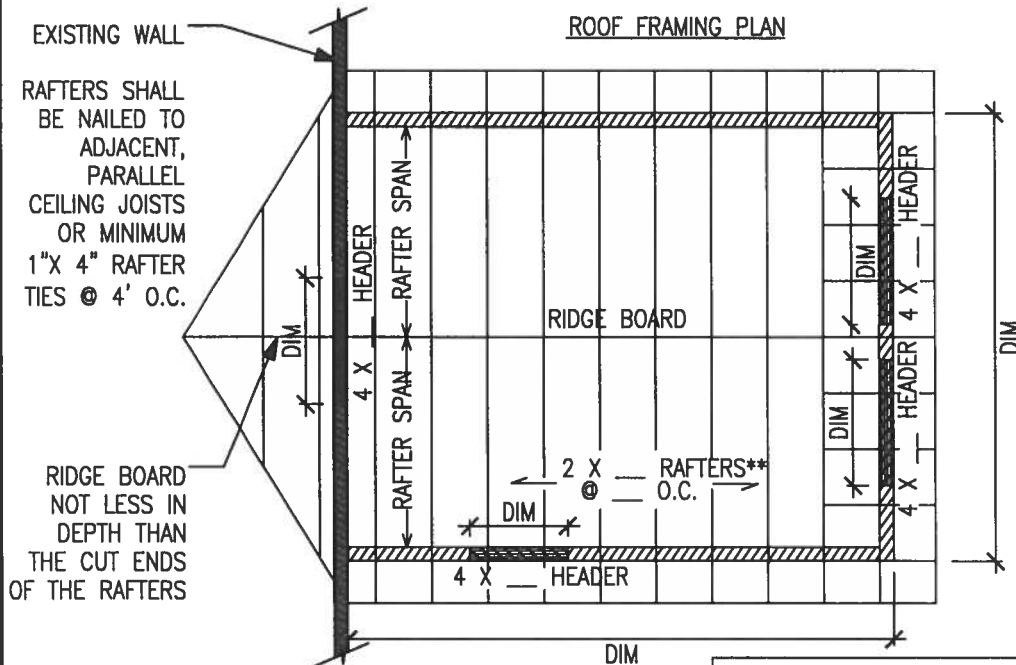 ROOF FRAMING PLAN
EXISTING WALL
RAFTERS SHALL
BE NAILED TO
ADJACENT,
PARALLEL
CEILING JOISTS
OR MINIMUM
1"X 4" RAFTER
TIES @ 4' O.C.
RIDGE BOARD
NOT LESS IN
DEPTH THAN
THE CUT ENDS
OF THE RAFTERS
DIM
4 X __ HEADER
RAFTER SPAN
RAFTER SPAN
RIDGE BOARD
2 X __ RAFTERS**
@ __ O.C.
DIM
4 X __ HEADER
DIM
4 X __ HEADER
DIM
4 X __ HEADER
DIM
DIM